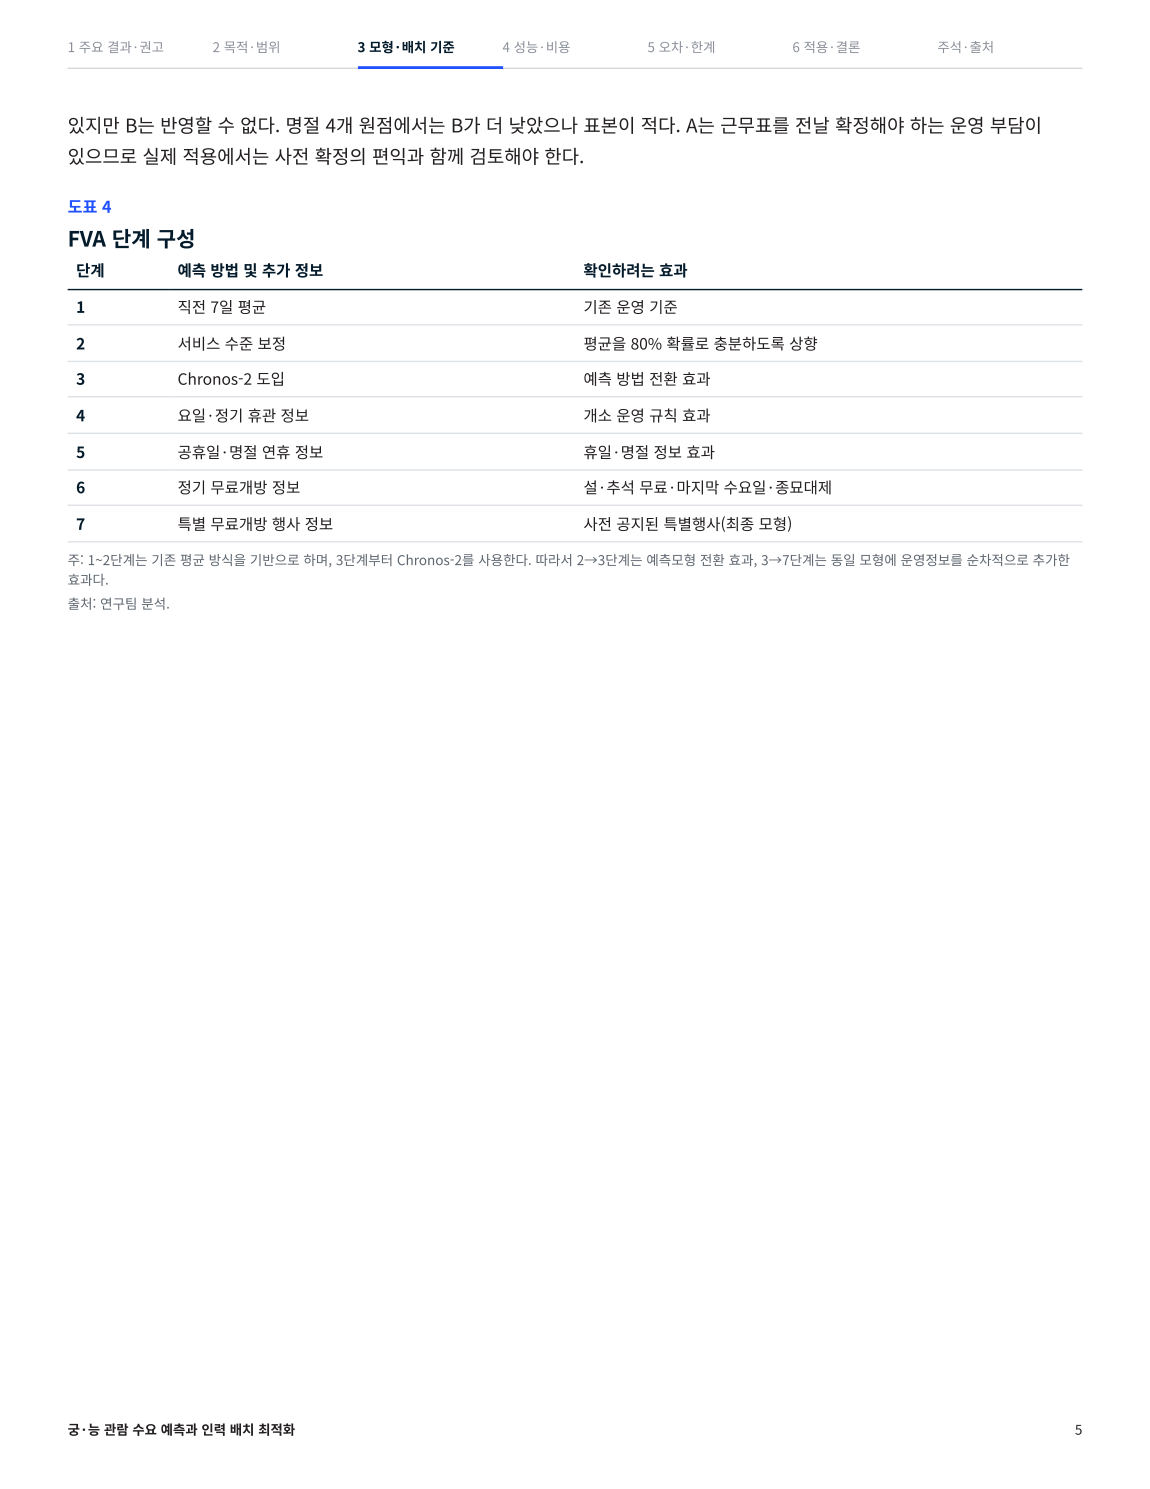 1 주요 결과·권고 2 목적·범위 3 모형·배치 기준 4 성능·비용 5 오차·한계 6 적용·결론 주석·출처
있지만 B는 반영할 수 없다. 명절 4개 원점에서는 B가 더 낮았으나 표본이 적다. A는 근무표를 전날 확정해야 하는 운영 부담이
있으므로 실제 적용에서는 사전 확정의 편익과 함께 검토해야 한다.
도표 4
FVA 단계 구성
단계 예측 방법 및 추가 정보 확인하려는 효과
1 직전 7일 평균 기존 운영 기준
2 서비스 수준 보정 평균을 80% 확률로 충분하도록 상향
3 Chronos-2 도입 예측 방법 전환 효과
4 요일·정기 휴관 정보 개소 운영 규칙 효과
5 공휴일·명절 연휴 정보 휴일·명절 정보 효과
6 정기 무료개방 정보 설·추석 무료·마지막 수요일·종묘대제
7 특별 무료개방 행사 정보 사전 공지된 특별행사(최종 모형)
주: 1~2단계는 기존 평균 방식을 기반으로 하며, 3단계부터 Chronos-2를 사용한다. 따라서 2→3단계는 예측모형 전환 효과, 3→7단계는 동일 모형에 운영정보를 순차적으로 추가한
효과다.
출처: 연구팀 분석.
궁·능 관람 수요 예측과 인력 배치 최적화 5